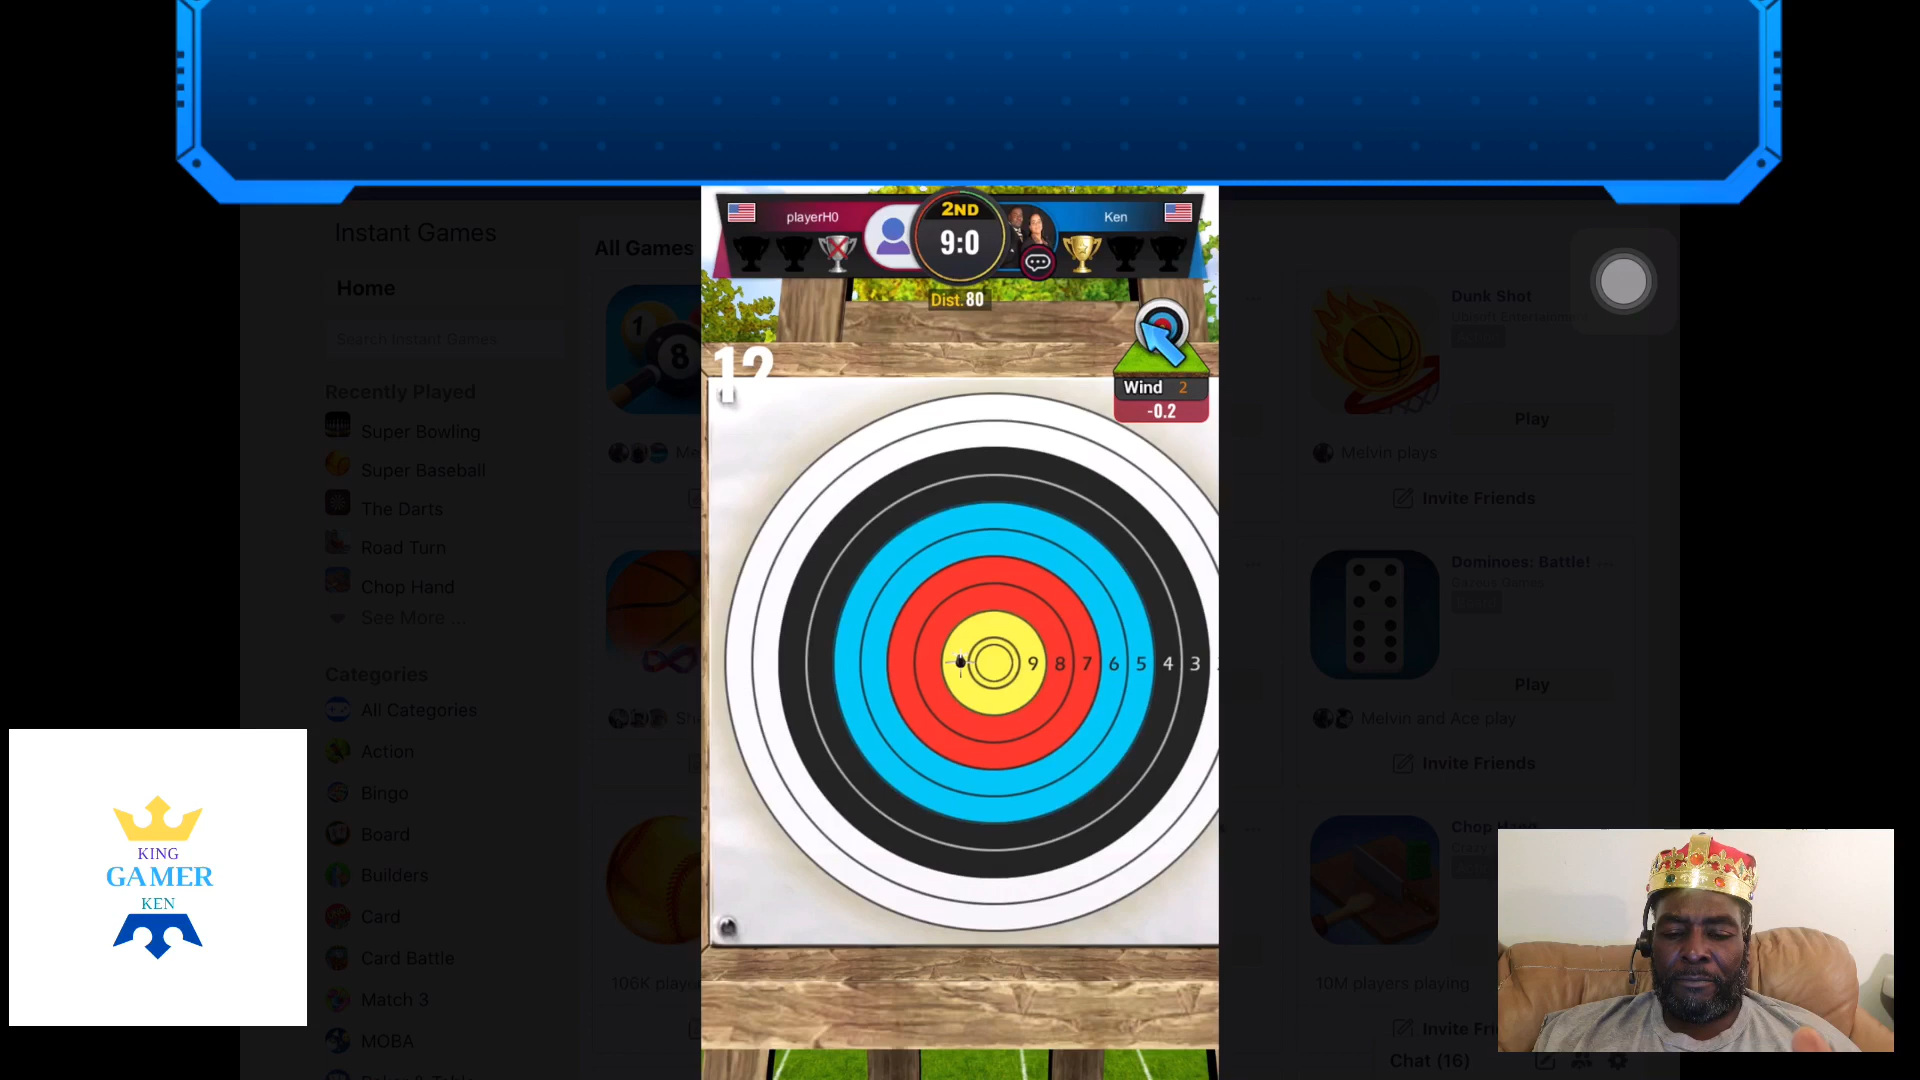 playerH0
2ND
9:0
Ken
Dist. 80
12
Wind 2
-0.2
9 8 7 6 5 4 3
Instant Games
Home
Search Instant Games
Recently Played
Super Bowling
Super Baseball
The Darts
Road Turn
Chop Hand
See More ...
Categories
All Categories
Action
Bingo
Board
Builders
Card
Card Battle
Match 3
MOBA
All Games
106K
Dunk Shot
Play
Melvin plays
Invite Friends
Dominoes: Battle! ...
Board
Play
Melvin and Ace play
Invite Friends
Chop Hand
10M players playing
Chat (16)
KING
GAMER
KEN